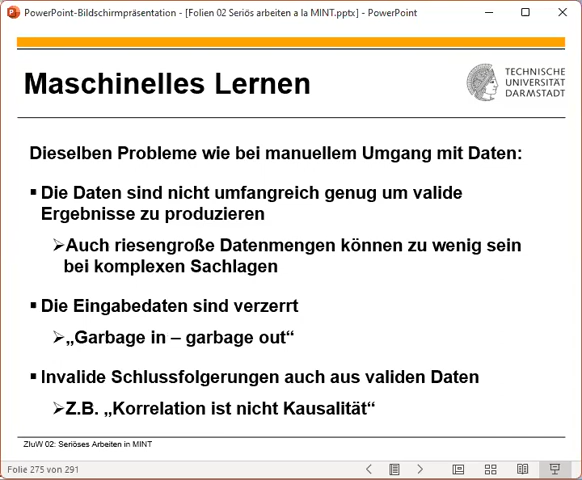 PowerPoint-Bildschirmpräsentation - [Folien 02 Seriös arbeiten a la MINT.pptx] - PowerPoint
Maschinelles Lernen
TECHNISCHE
UNIVERSITÄT
DARMSTADT
Dieselben Probleme wie bei manuellem Umgang mit Daten:
▪ Die Daten sind nicht umfangreich genug um valide
Ergebnisse zu produzieren
➢Auch riesengroße Datenmengen können zu wenig sein
bei komplexen Sachlagen
▪ Die Eingabedaten sind verzerrt
➢„Garbage in – garbage out“
▪ Invalide Schlussfolgerungen auch aus validen Daten
➢Z.B. „Korrelation ist nicht Kausalität“
ZIuW 02: Seriöses Arbeiten in MINT
Folie 275 von 291